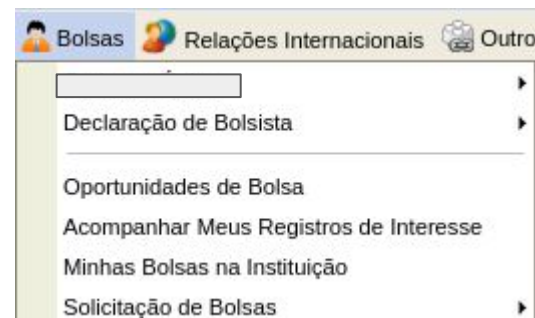 Bolsas Relações Internacionais Outro
Declaração de Bolsista
Oportunidades de Bolsa
Acompanhar Meus Registros de Interesse
Minhas Bolsas na Instituição
Solicitação de Bolsas